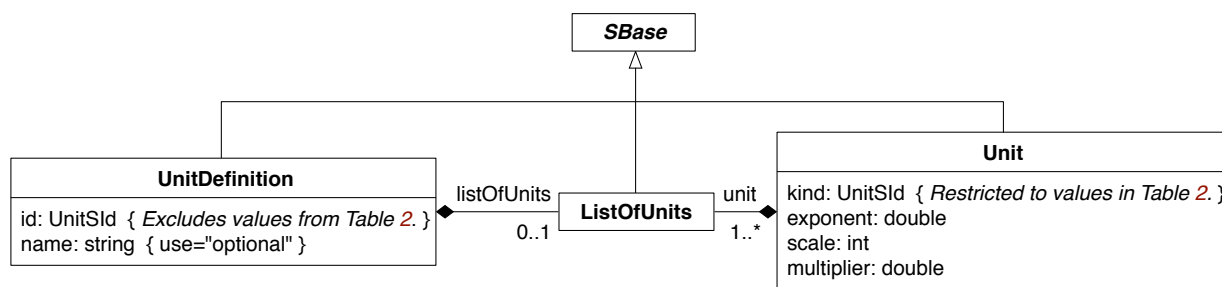 SBase
UnitDefinition
id: UnitSId { Excludes values from Table 2. }
name: string { use="optional" }
listOfUnits
0..1
ListOfUnits
unit
1..*
Unit
kind: UnitSId { Restricted to values in Table 2. }
exponent: double
scale: int
multiplier: double